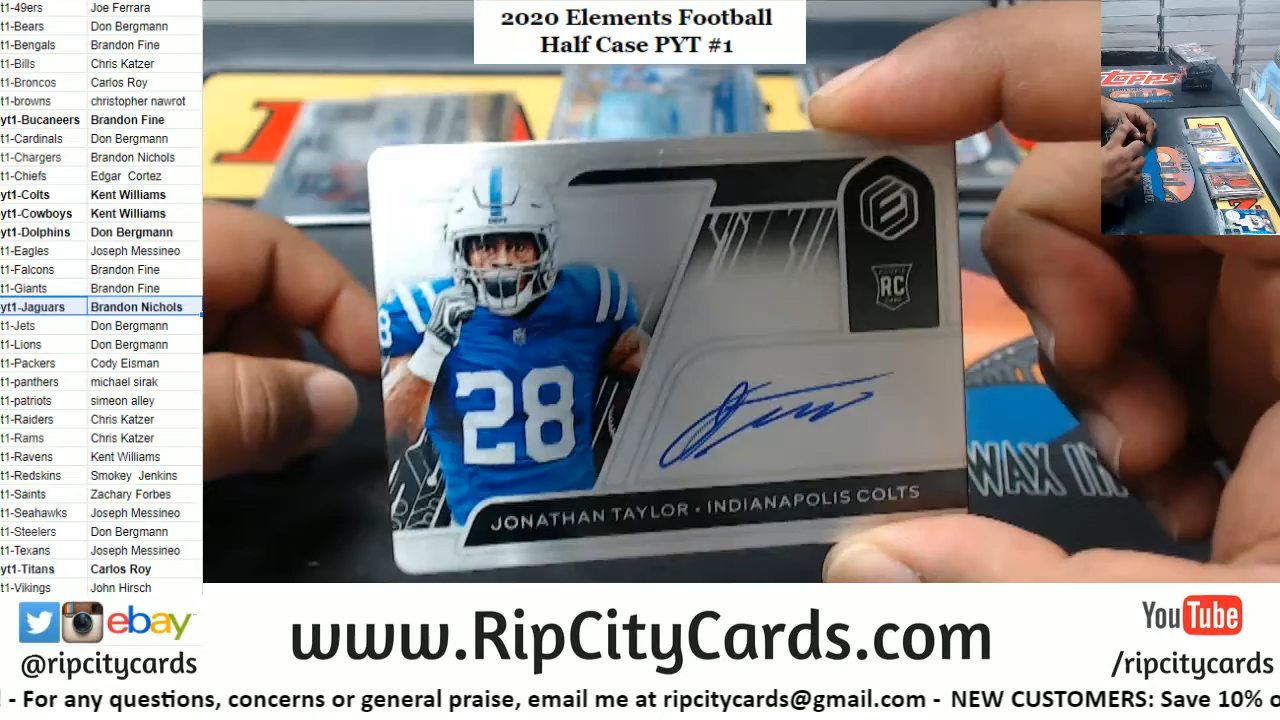 2020 Elements Football
Half Case PYT #1
t1-49ers Joe Ferrara
t1-Bears Don Bergmann
t1-Bengals Brandon Fine
t1-Bills Chris Katzer
t1-Broncos Carlos Roy
t1-browns christopher nawrot
yt1-Bucaneers Brandon Fine
t1-Cardinals Don Bergmann
t1-Chargers Brandon Nichols
t1-Chiefs Edgar Cortez
yt1-Colts Kent Williams
yt1-Cowboys Kent Williams
yt1-Dolphins Don Bergmann
t1-Eagles Joseph Messineo
t1-Falcons Brandon Fine
t1-Giants Brandon Fine
yt1-Jaguars Brandon Nichols
t1-Jets Don Bergmann
t1-Lions Don Bergmann
t1-Packers Cody Eisman
t1-panthers michael sirak
t1-patriots simeon alley
t1-Raiders Chris Katzer
t1-Rams Chris Katzer
t1-Ravens Kent Williams
t1-Redskins Smokey Jenkins
t1-Saints Zachary Forbes
t1-Seahawks Joseph Messineo
t1-Steelers Don Bergmann
t1-Texans Joseph Messineo
yt1-Titans Carlos Roy
t1-Vikings John Hirsch
topps
E
RC
28
28
JONATHAN TAYLOR • INDIANAPOLIS COLTS
WAX IN
ebay
@ripcitycards
www.RipCityCards.com
YouTube
/ripcitycards
! - For any questions, concerns or general praise, email me at ripcitycards@gmail.com - NEW CUSTOMERS: Save 10% o